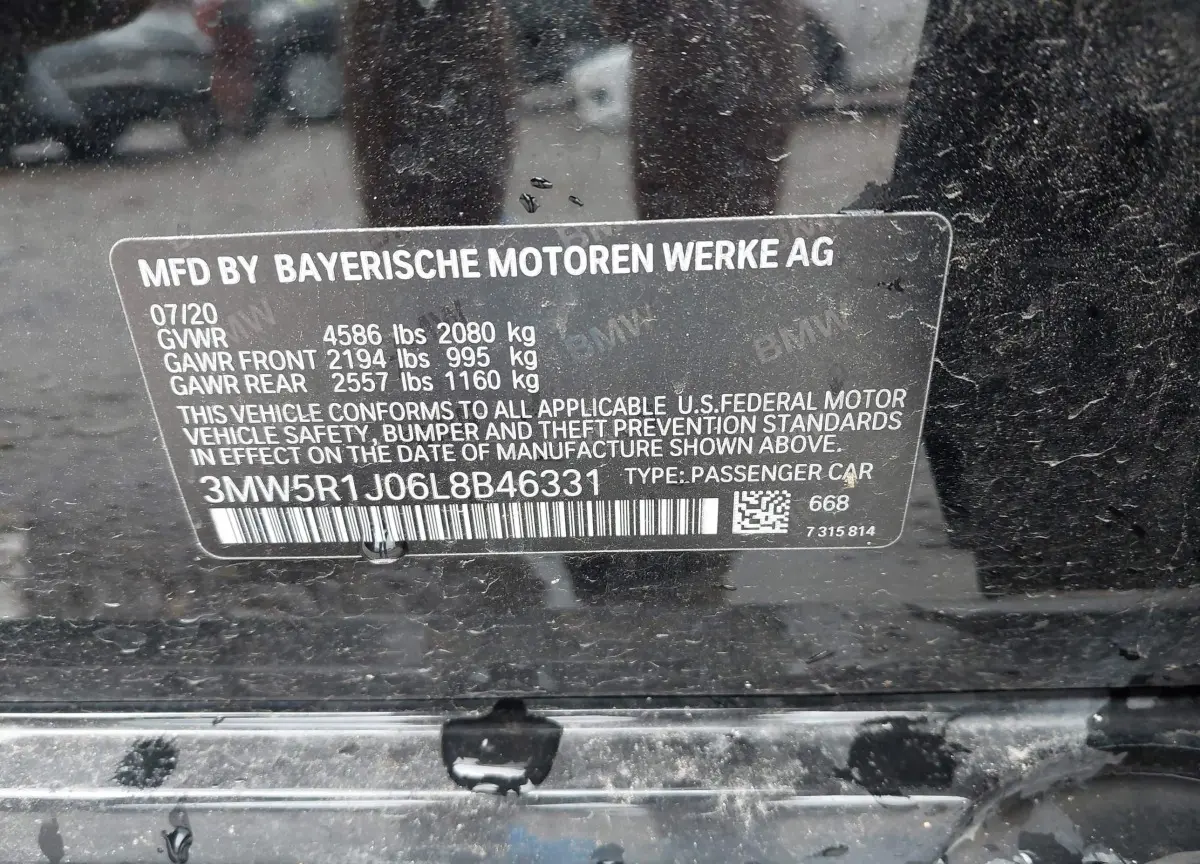 MFD BY BAYERISCHE MOTOREN WERKE AG
07/20
GVWR 4586 lbs 2080 kg
GAWR FRONT 2194 lbs 995 kg
GAWR REAR 2557 lbs 1160 kg
THIS VEHICLE CONFORMS TO ALL APPLICABLE U.S.FEDERAL MOTOR
VEHICLE SAFETY, BUMPER AND THEFT PREVENTION STANDARDS
IN EFFECT ON THE DATE OF MANUFACTURE SHOWN ABOVE.
3MW5R1J06L8B46331 TYPE: PASSENGER CAR
668
7 315 814
BMW
BMW
BMW